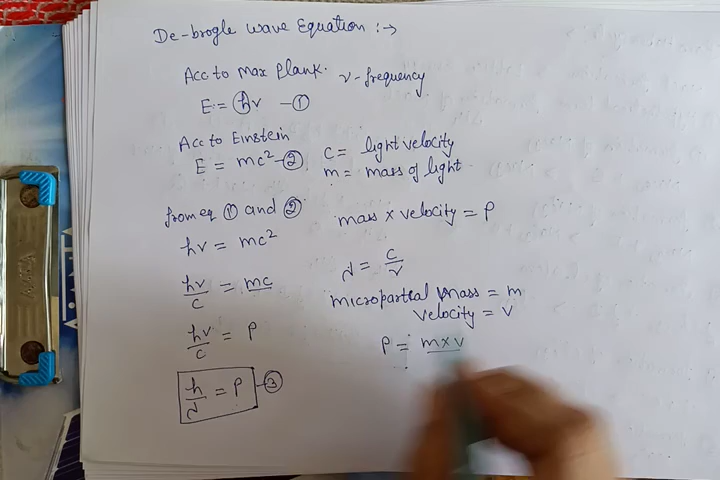 De-brogle wave Equation :→
Acc to Max Plank.
ν - frequency
E = hν — ①
Acc to Einstein
E = mc² — ②
c = light velocity
m = mass of light
from eq ① and ②
hν = mc²
hν/c = mc
hν/c = P
h/λ = P — ③
mass × velocity = P
λ = c/ν
micropartial mass = m
velocity = v
P = m×v